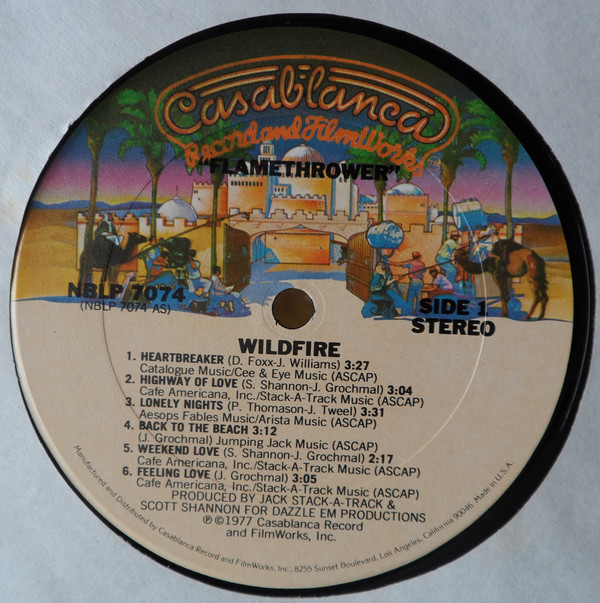 Casablanca
Record and FilmWorks
"FLAMETHROWER"
NBLP 7074
(NBLP 7074 AS)
SIDE 1
STEREO
WILDFIRE
1. HEARTBREAKER (D. Foxx-J. Williams) 3:27
Catalogue Music/Cee & Eye Music (ASCAP)
2. HIGHWAY OF LOVE (S. Shannon-J. Grochmal) 3:04
Cafe Americana, Inc./Stack-A-Track Music (ASCAP)
3. LONELY NIGHTS (P. Thomason-J. Tweel) 3:31
Aesops Fables Music/Arista Music (ASCAP)
4. BACK TO THE BEACH 3:12
(J. Grochmal) Jumping Jack Music (ASCAP)
5. WEEKEND LOVE (S. Shannon-J. Grochmal) 2:17
Cafe Americana, Inc./Stack-A-Track Music (ASCAP)
6. FEELING LOVE (J. Grochmal) 3:05
Cafe Americana, Inc./Stack-A-Track Music (ASCAP)
PRODUCED BY JACK STACK-A-TRACK &
SCOTT SHANNON FOR DAZZLE EM PRODUCTIONS
℗©1977 Casablanca Record
and FilmWorks, Inc.
Manufactured and Distributed by Casablanca Record and FilmWorks, Inc., 8255 Sunset Boulevard, Los Angeles, California 90046, Made in U.S.A.